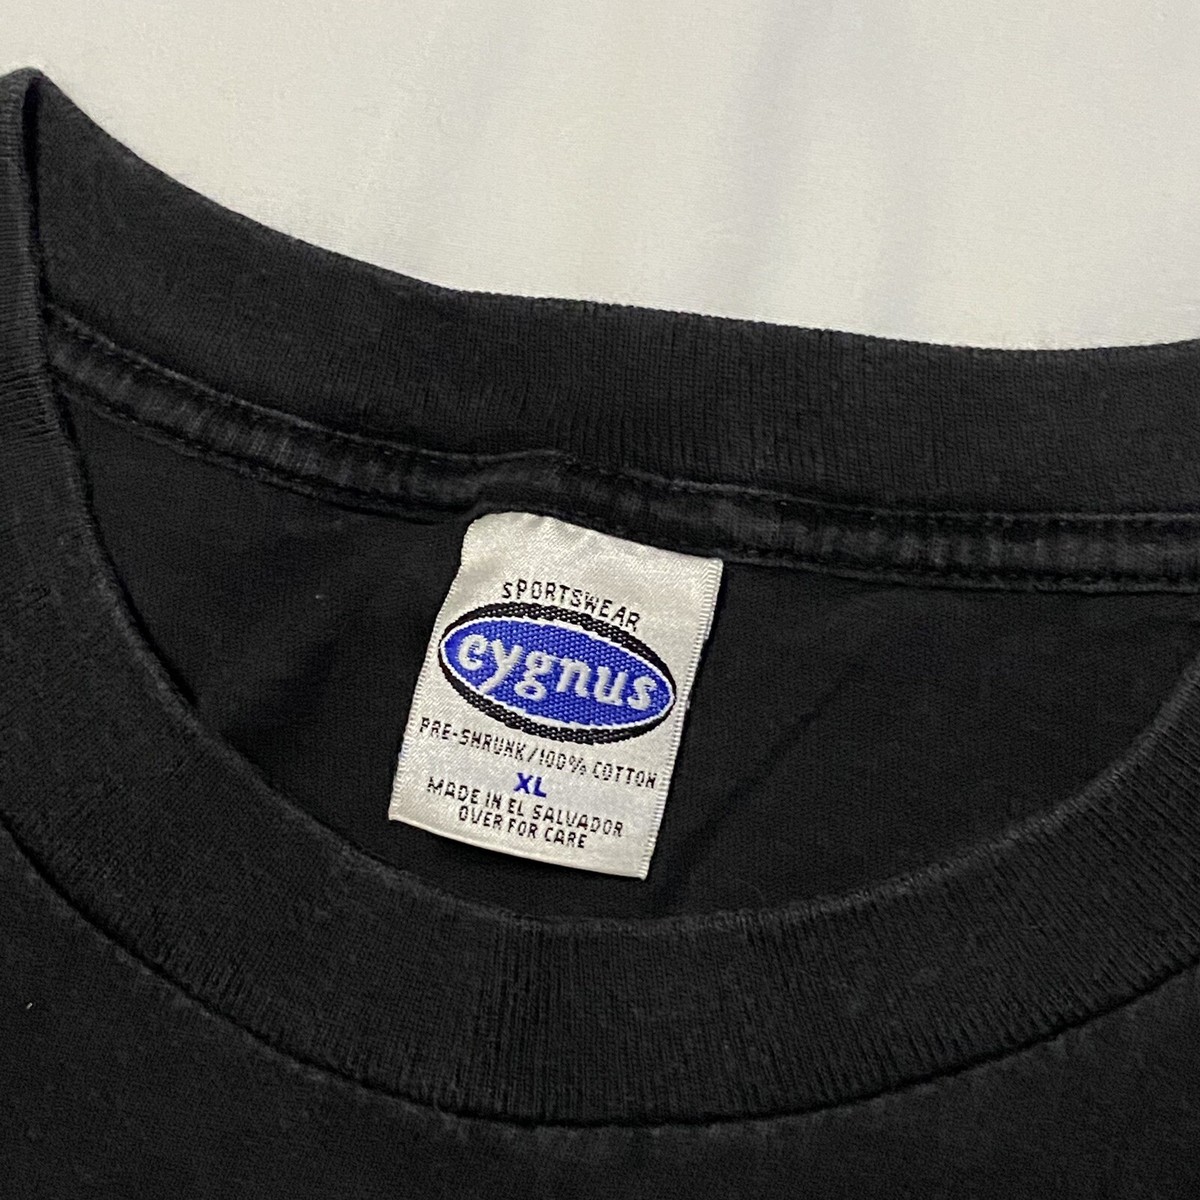 SPORTSWEAR
cygnus
PRE-SHRUNK/100% COTTON
XL
MADE IN EL SALVADOR
OVER FOR CARE